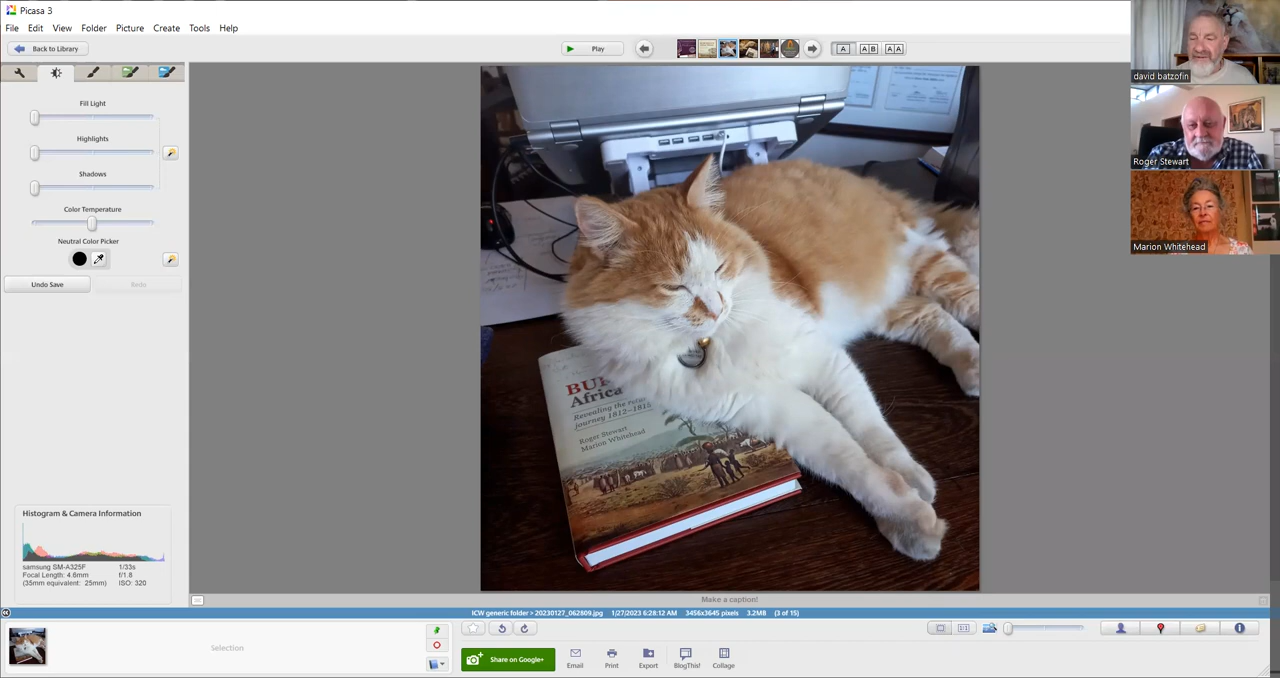 Picasa 3
File Edit View Folder Picture Create Tools Help
Back to Library
Play
A
A B
A A
david batzofin
Roger Stewart
Marion Whitehead
Fill Light
Highlights
Shadows
Color Temperature
Neutral Color Picker
Undo Save
Redo
Africa
Revealing the
journey 1812–1815
Roger Stewart
Marion Whitehead
Histogram & Camera Information
samsung SM-A325F 1/33s
Focal Length: 4.6mm f/1.8
(35mm equivalent: 25mm) ISO: 320
Make a caption!
ICW generic folder > 20230127_062809.jpg 1/27/2023 6:28:12 AM 3456x3645 pixels 3.2MB (3 of 15)
Selection
1:1
Share on Google+
Email
Print
Export
BlogThis!
Collage